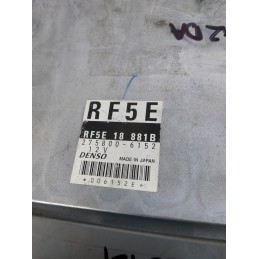 RF5E
RF5E 18 881B
275800-6152
12V
DENSO MADE IN JAPAN
*006152E*